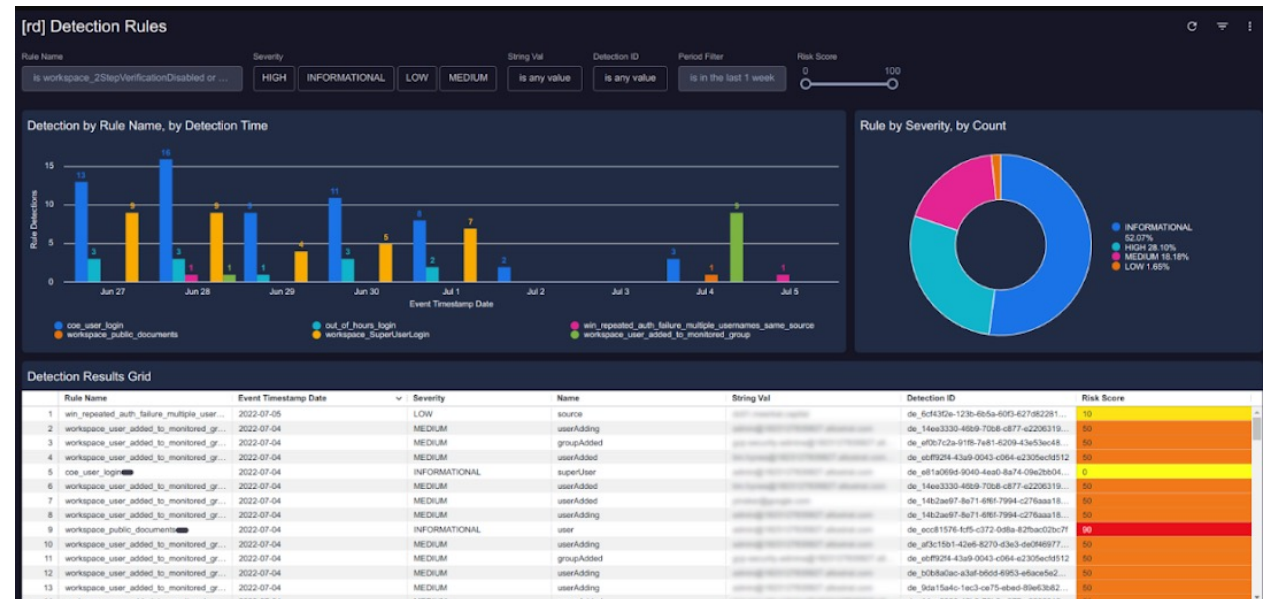 [rd] Detection Rules
Rule Name
Severity
String Val
Detection ID
Period Filter
Risk Score
is workspace_2StepVerificationDisabled or ...
HIGH
INFORMATIONAL
LOW
MEDIUM
is any value
is any value
is in the last 1 week
0
100
Detection by Rule Name, by Detection Time
Rule Detections
15
10
5
0
13
3
9
16
3
1
9
1
9
1
4
11
3
5
8
2
7
2
3
1
9
1
Jun 27
Jun 28
Jun 29
Jun 30
Jul 1
Jul 2
Jul 3
Jul 4
Jul 5
Event Timestamp Date
coe_user_login
out_of_hours_login
win_repeated_auth_failure_multiple_usernames_same_source
workspace_public_documents
workspace_SuperUserLogin
workspace_user_added_to_monitored_group
Rule by Severity, by Count
INFORMATIONAL
52.07%
HIGH 28.10%
MEDIUM 18.18%
LOW 1.65%
Detection Results Grid
Rule Name Event Timestamp Date Severity Name String Val Detection ID Risk Score
1 win_repeated_auth_failure_multiple_user... 2022-07-05 LOW source de_6cf43f2e-123b-6b5a-60f3-627d82281... 10
2 workspace_user_added_to_monitored_gr... 2022-07-04 MEDIUM userAdding de_14ee3330-46b9-70b8-c877-e2206319... 50
3 workspace_user_added_to_monitored_gr... 2022-07-04 MEDIUM groupAdded de_ef0b7c2a-91f8-7e81-6209-43e53ec48... 50
4 workspace_user_added_to_monitored_gr... 2022-07-04 MEDIUM userAdded de_ebff92f4-43a9-0043-c064-e2305ecfd512 50
5 coe_user_login 2022-07-04 INFORMATIONAL superUser de_e81a069d-9040-4ea0-8a74-09e2bb04... 0
6 workspace_user_added_to_monitored_gr... 2022-07-04 MEDIUM userAdded de_14ee3330-46b9-70b8-c877-e2206319... 50
7 workspace_user_added_to_monitored_gr... 2022-07-04 MEDIUM userAdded de_14b2ae97-8e71-6f6f-7994-c276aaa18... 50
8 workspace_user_added_to_monitored_gr... 2022-07-04 MEDIUM userAdding de_14b2ae97-8e71-6f6f-7994-c276aaa18... 50
9 workspace_public_documents 2022-07-04 INFORMATIONAL user de_ecc81576-fcf5-c372-0d8a-82fbac02bc7f 90
10 workspace_user_added_to_monitored_gr... 2022-07-04 MEDIUM userAdding de_af3c15b1-42e6-8270-d3e3-de0f46977... 50
11 workspace_user_added_to_monitored_gr... 2022-07-04 MEDIUM groupAdded de_ebff92f4-43a9-0043-c064-e2305ecfd512 50
12 workspace_user_added_to_monitored_gr... 2022-07-04 MEDIUM userAdding de_b0b8a0ac-a3af-b6dd-6953-e6ace5e2... 50
13 workspace_user_added_to_monitored_gr... 2022-07-04 MEDIUM userAdding de_9da15a4c-1ec3-ce75-ebed-89e63b82... 50